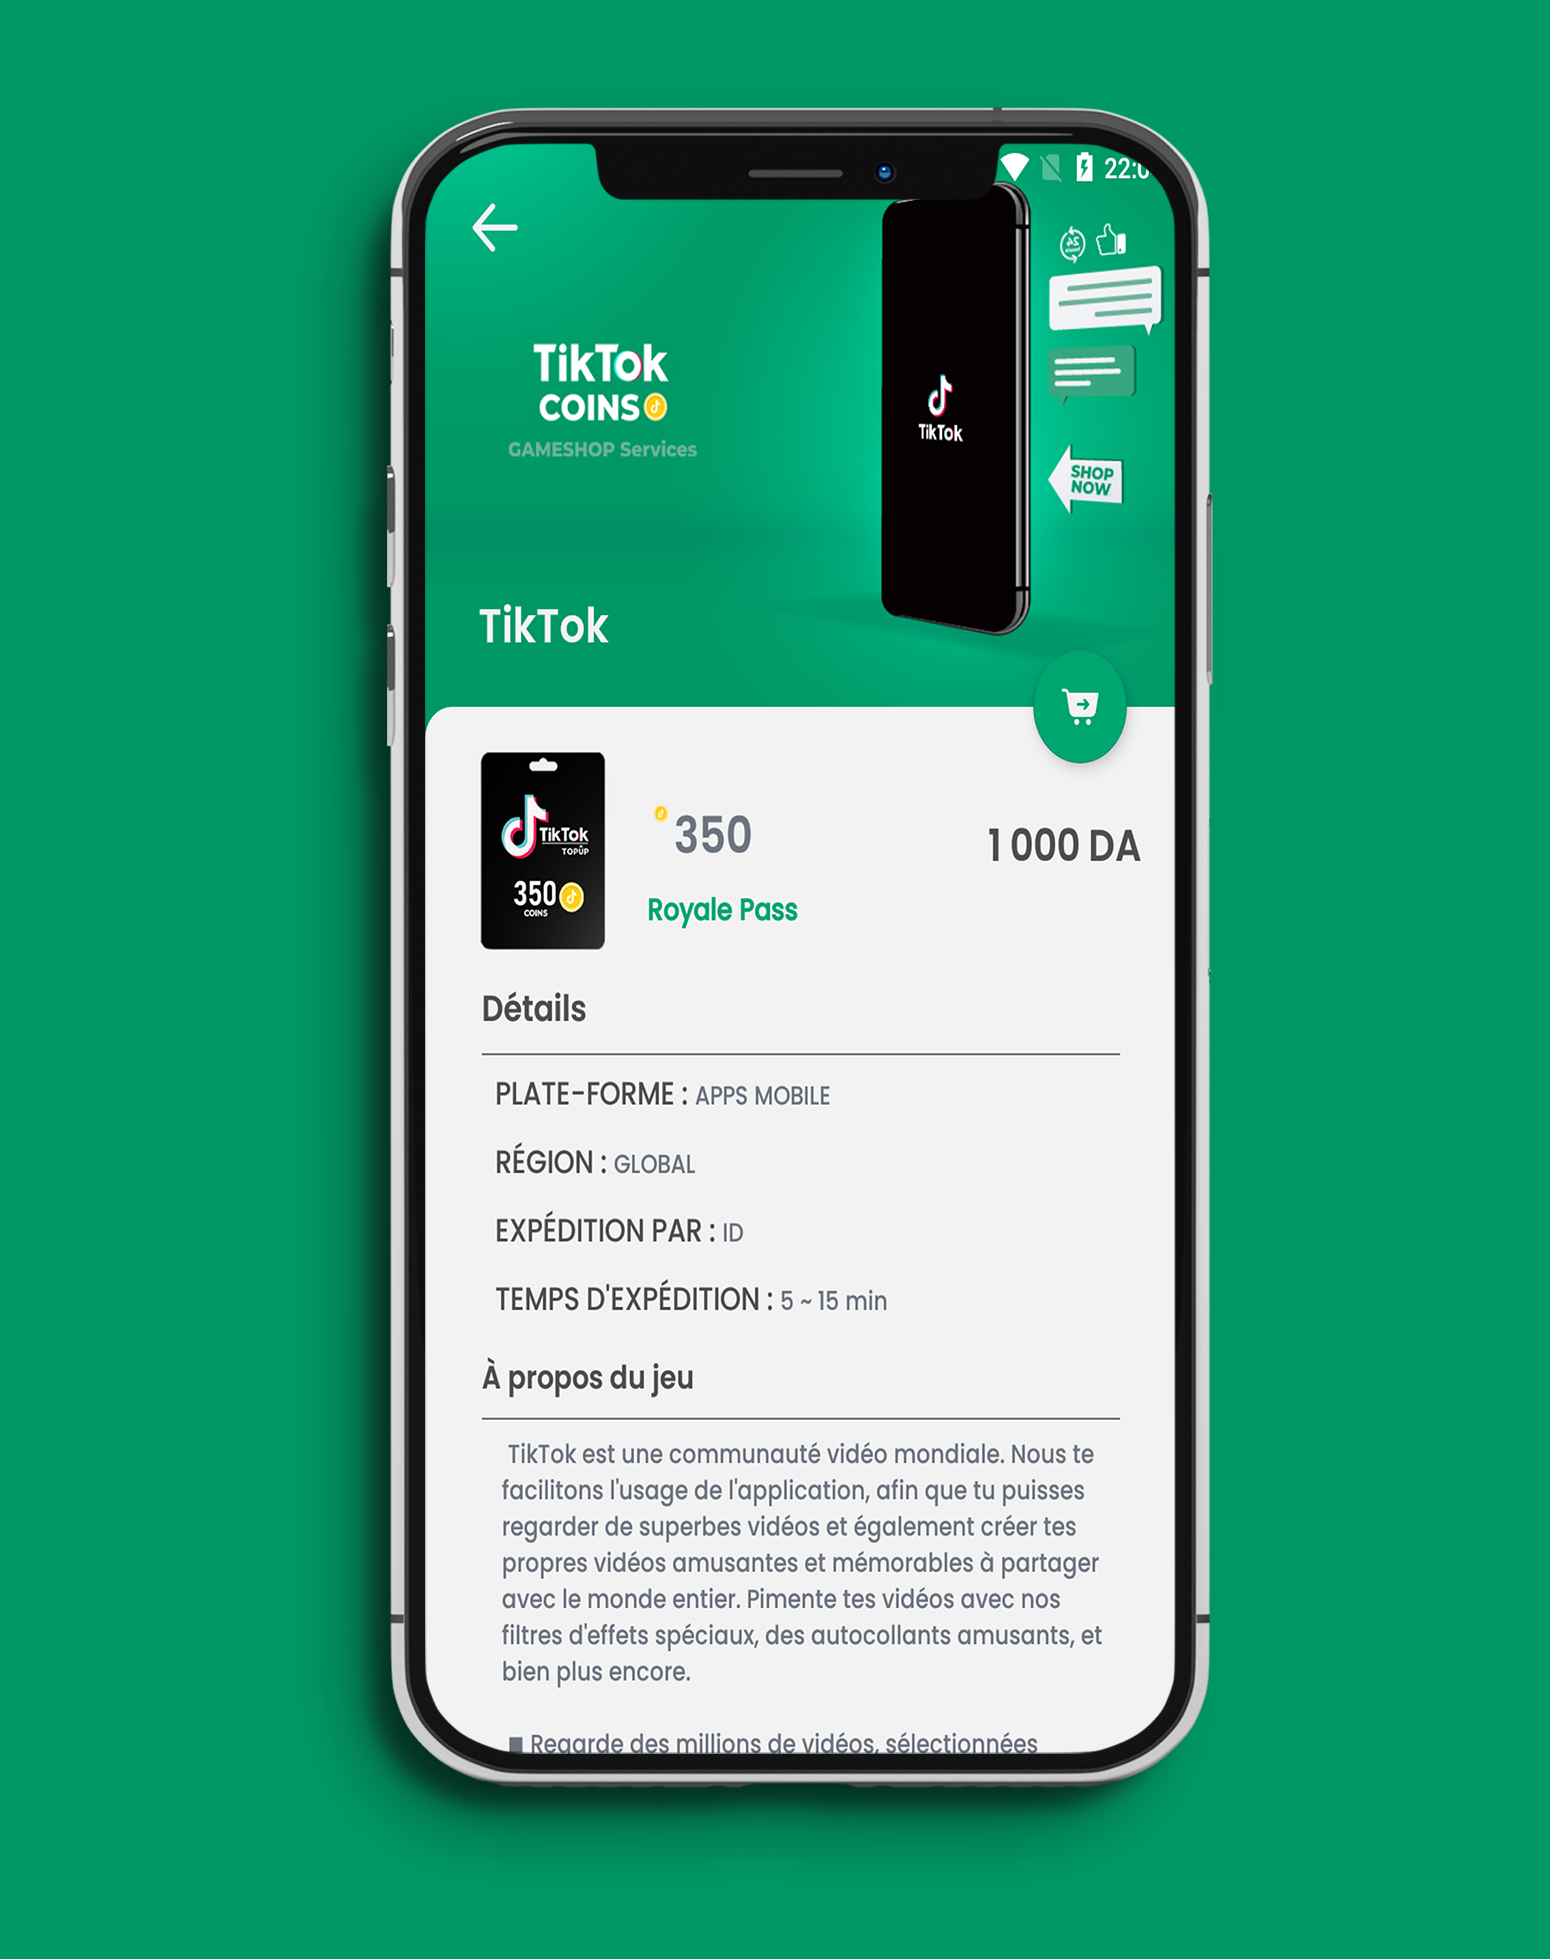 22:0
TikTok
COINS
GAMESHOP Services
TikTok
SHOP
NOW
TikTok
TikTok
TOPUP
350
COINS
350
1 000 DA
Royale Pass
Détails
PLATE-FORME : APPS MOBILE
RÉGION : GLOBAL
EXPÉDITION PAR : ID
TEMPS D'EXPÉDITION : 5 ~ 15 min
À propos du jeu
TikTok est une communauté vidéo mondiale. Nous te
facilitons l'usage de l'application, afin que tu puisses
regarder de superbes vidéos et également créer tes
propres vidéos amusantes et mémorables à partager
avec le monde entier. Pimente tes vidéos avec nos
filtres d'effets spéciaux, des autocollants amusants, et
bien plus encore.
■ Regarde des millions de vidéos, sélectionnées